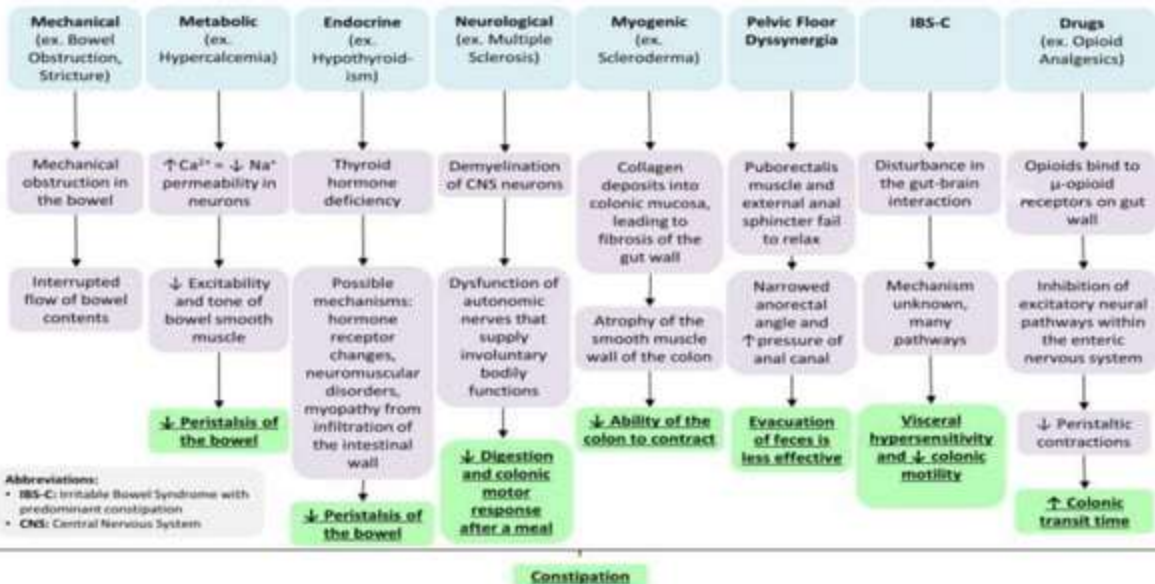 Mechanical
(ex. Bowel
Obstruction,
Stricture)
Metabolic
(ex.
Hypercalcemia)
Endocrine
(ex.
Hypothyroid-
ism)
Neurological
(ex. Multiple
Sclerosis)
Myogenic
(ex.
Scleroderma)
Pelvic Floor
Dyssynergia
IBS-C
Drugs
(ex. Opioid
Analgesics)
Mechanical
obstruction in
the bowel
↑Ca²⁺ = ↓ Na⁺
permeability in
neurons
Thyroid
hormone
deficiency
Demyelination
of CNS neurons
Collagen
deposits into
colonic mucosa,
leading to
fibrosis of the
gut wall
Puborectalis
muscle and
external anal
sphincter fail
to relax
Disturbance in
the gut-brain
interaction
Opioids bind to
μ-opioid
receptors on gut
wall
Interrupted
flow of bowel
contents
↓ Excitability
and tone of
bowel smooth
muscle
Possible
mechanisms:
hormone
receptor
changes,
neuromuscular
disorders,
myopathy from
infiltration of
the intestinal
wall
Dysfunction of
autonomic
nerves that
supply
involuntary
bodily
functions
Atrophy of the
smooth muscle
wall of the colon
Narrowed
anorectal
angle and
↑pressure of
anal canal
Mechanism
unknown,
many
pathways
Inhibition of
excitatory neural
pathways within
the enteric
nervous system
↓ Peristalsis of
the bowel
↓ Ability of the
colon to contract
Evacuation
of feces is
less effective
Visceral
hypersensitivity
and ↓ colonic
motility
↓ Peristaltic
contractions
↓ Digestion
and colonic
motor
response
after a meal
Abbreviations:
• IBS-C: Irritable Bowel Syndrome with
predominant constipation
• CNS: Central Nervous System
↓ Peristalsis of
the bowel
↑ Colonic
transit time
Constipation